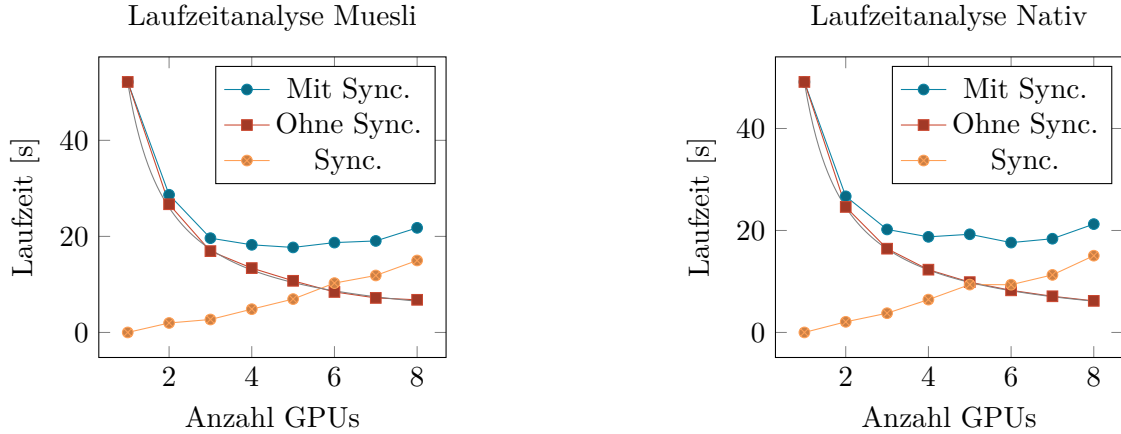 Laufzeitanalyse Muesli
Mit Sync.
Ohne Sync.
Sync.
40
20
0
Laufzeit [s]
2 4 6 8
Anzahl GPUs
Laufzeitanalyse Nativ
Mit Sync.
Ohne Sync.
Sync.
40
20
0
Laufzeit [s]
2 4 6 8
Anzahl GPUs